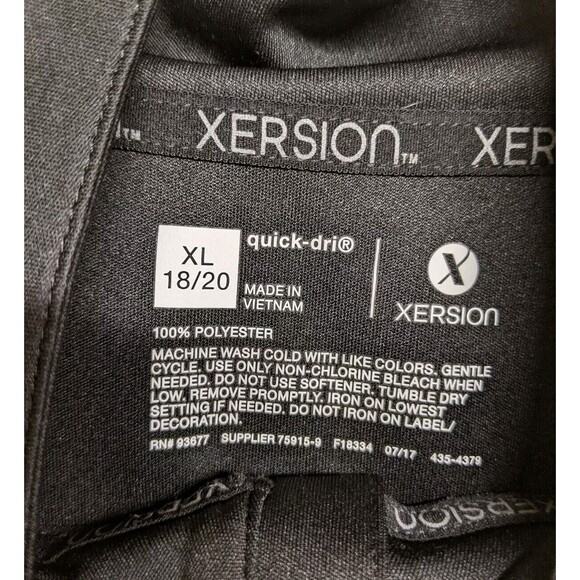 XERSION™
XER
XL
18/20
quick-dri®
MADE IN
VIETNAM
XERSION
100% POLYESTER
MACHINE WASH COLD WITH LIKE COLORS. GENTLE
CYCLE. USE ONLY NON-CHLORINE BLEACH WHEN
NEEDED. DO NOT USE SOFTENER. TUMBLE DRY
LOW. REMOVE PROMPTLY. IRON ON LOWEST
SETTING IF NEEDED. DO NOT IRON ON LABEL/
DECORATION.
RN# 93677 SUPPLIER 75915-9 F18334 07/17 435-4379
XERSION